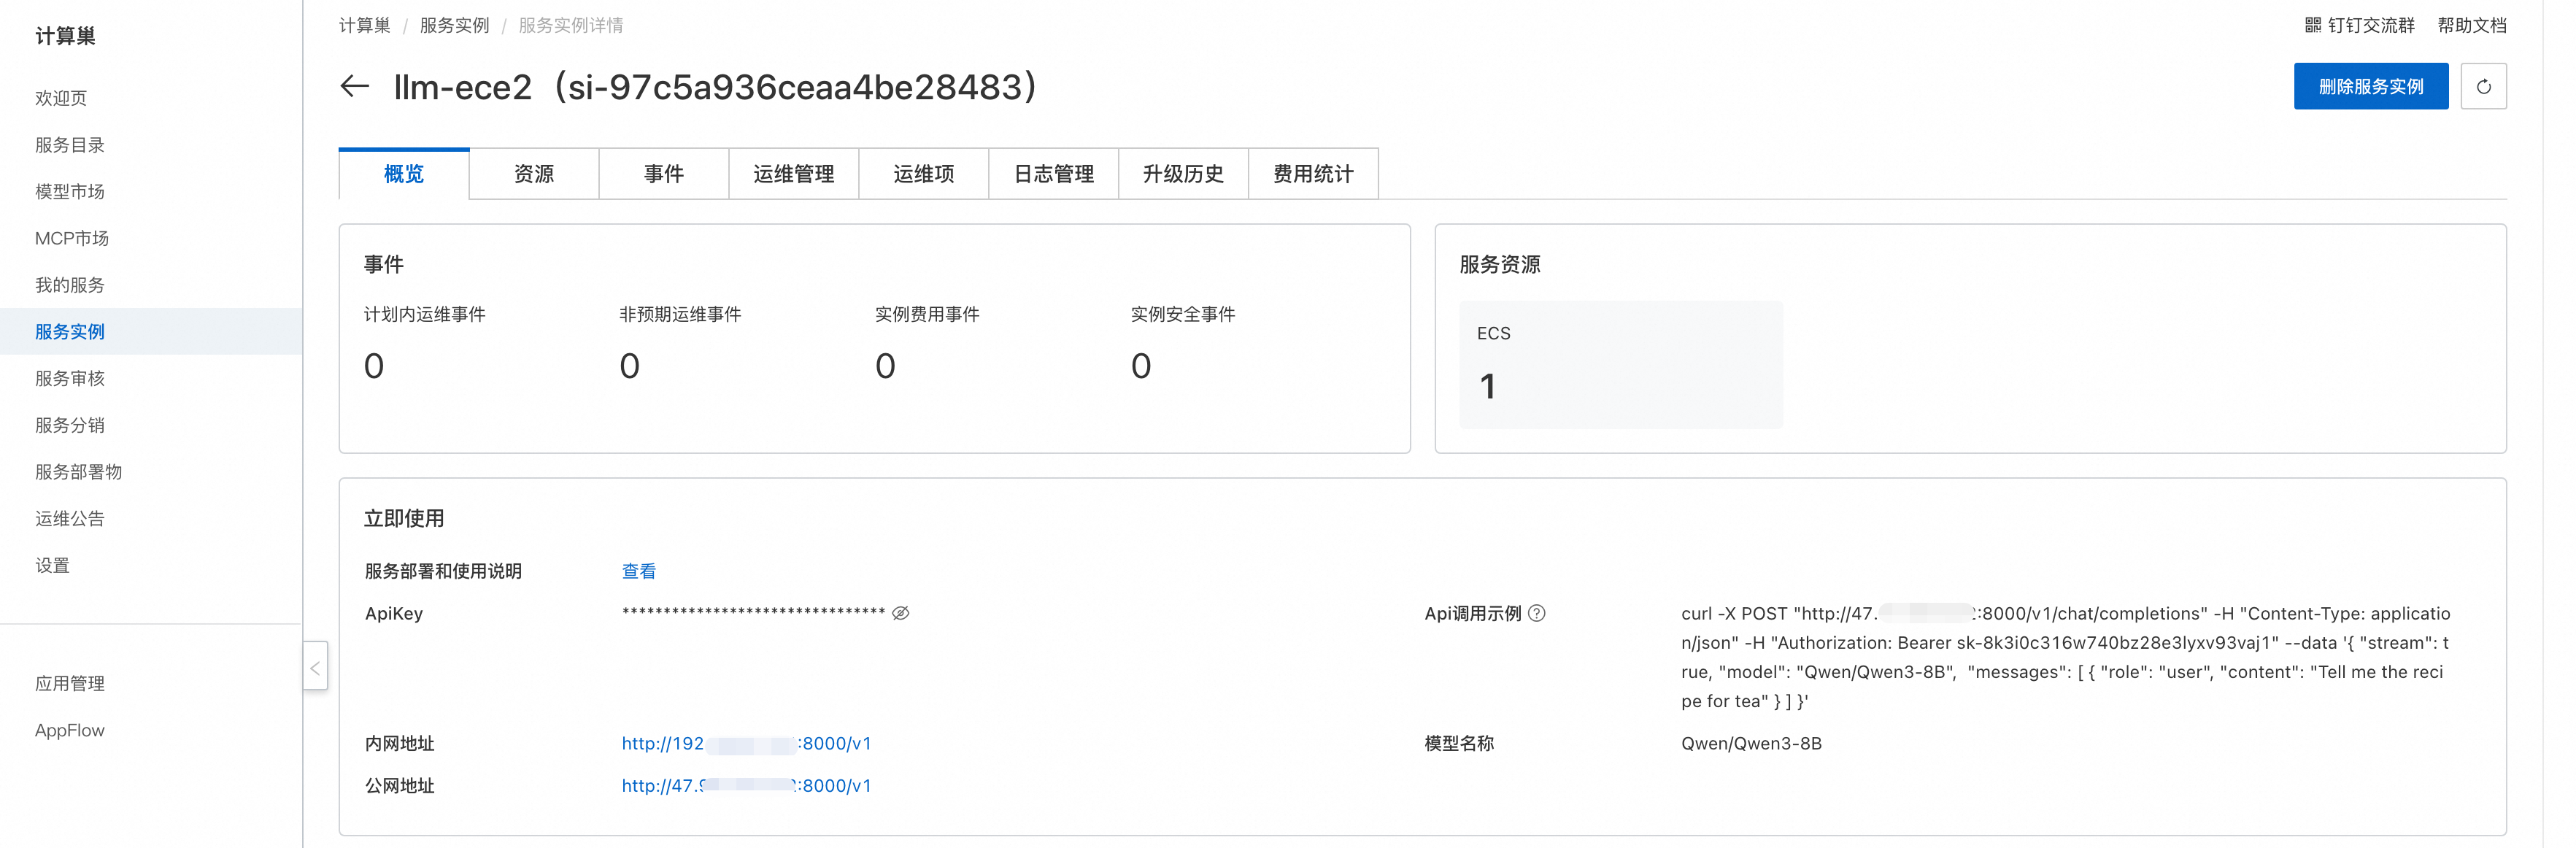 计算巢
欢迎页
服务目录
模型市场
MCP市场
我的服务
服务实例
服务审核
服务分销
服务部署物
运维公告
设置
应用管理
AppFlow
计算巢 / 服务实例 / 服务实例详情
钉钉交流群 帮助文档
← llm-ece2（si-97c5a936ceaa4be28483）
删除服务实例
概览 资源 事件 运维管理 运维项 日志管理 升级历史 费用统计
事件
计划内运维事件 非预期运维事件 实例费用事件 实例安全事件
0 0 0 0
服务资源
ECS
1
立即使用
服务部署和使用说明 查看
ApiKey ********************************
Api调用示例
curl -X POST "http://47. :8000/v1/chat/completions" -H "Content-Type: applicatio
n/json" -H "Authorization: Bearer sk-8k3i0c316w740bz28e3lyxv93vaj1" --data '{ "stream": t
rue, "model": "Qwen/Qwen3-8B", "messages": [ { "role": "user", "content": "Tell me the reci
pe for tea" } ] }'
内网地址 http://192 :8000/v1
模型名称 Qwen/Qwen3-8B
公网地址 http://47. :8000/v1